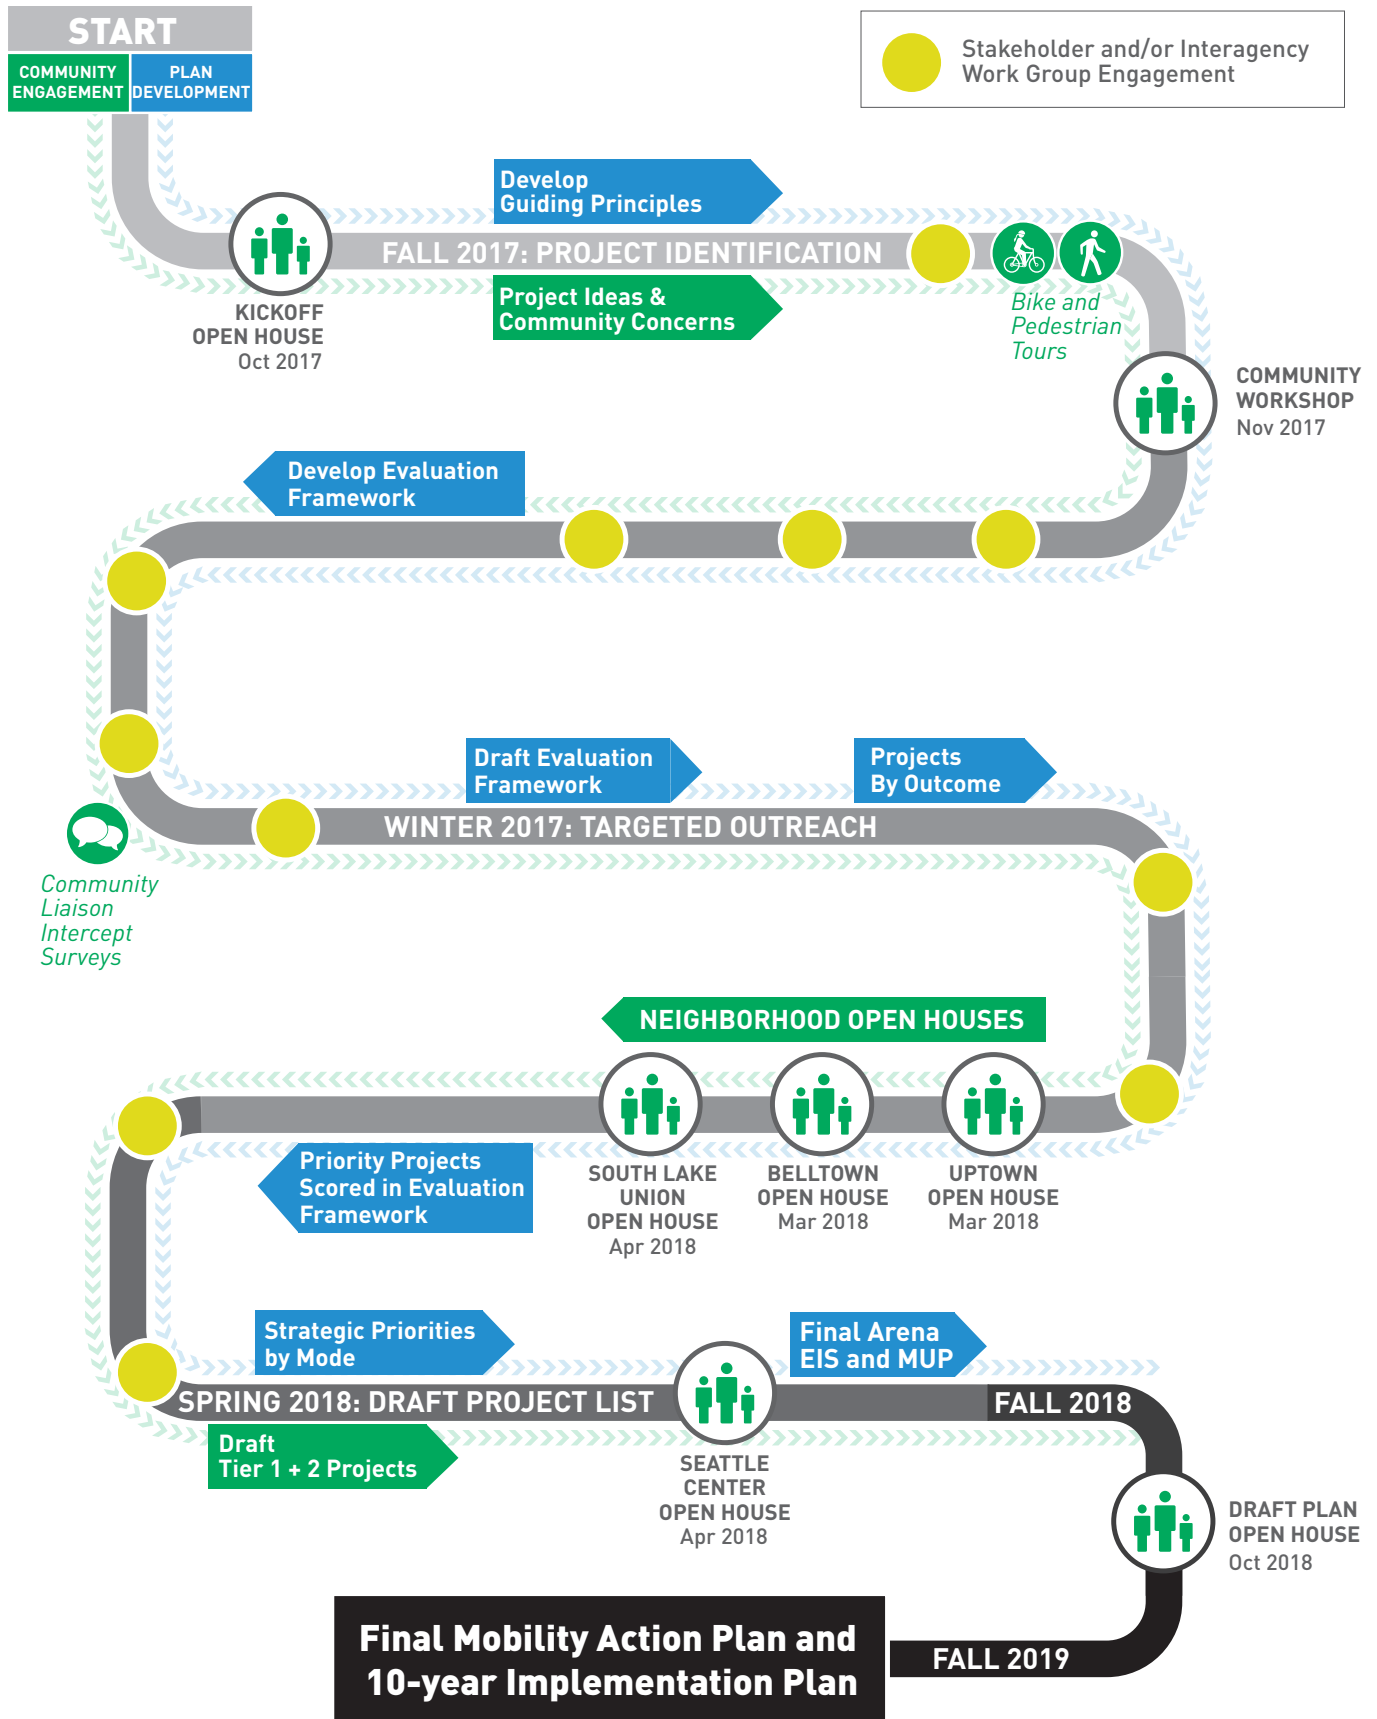 START
COMMUNITY
ENGAGEMENT
PLAN
DEVELOPMENT
Stakeholder and/or Interagency
Work Group Engagement
Develop
Guiding Principles
FALL 2017: PROJECT IDENTIFICATION
Project Ideas &
Community Concerns
KICKOFF
OPEN HOUSE
Oct 2017
Bike and
Pedestrian
Tours
COMMUNITY
WORKSHOP
Nov 2017
Develop Evaluation
Framework
Draft Evaluation
Framework
Projects
By Outcome
WINTER 2017: TARGETED OUTREACH
Community
Liaison
Intercept
Surveys
NEIGHBORHOOD OPEN HOUSES
Priority Projects
Scored in Evaluation
Framework
SOUTH LAKE
UNION
OPEN HOUSE
Apr 2018
BELLTOWN
OPEN HOUSE
Mar 2018
UPTOWN
OPEN HOUSE
Mar 2018
Strategic Priorities
by Mode
Final Arena
EIS and MUP
SPRING 2018: DRAFT PROJECT LIST
FALL 2018
Draft
Tier 1 + 2 Projects
SEATTLE
CENTER
OPEN HOUSE
Apr 2018
DRAFT PLAN
OPEN HOUSE
Oct 2018
Final Mobility Action Plan and
10-year Implementation Plan
FALL 2019